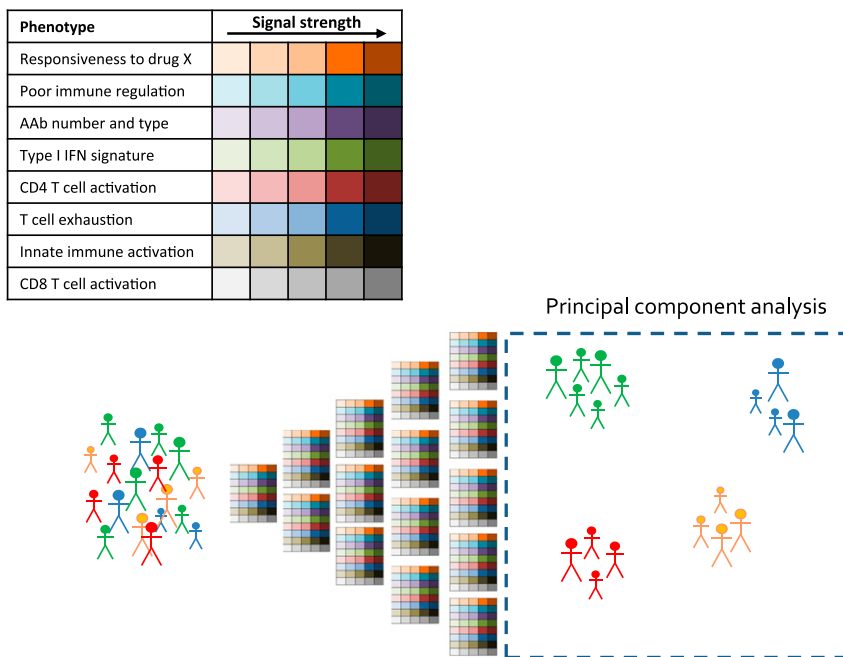 Phenotype
Signal strength
Responsiveness to drug X
Poor immune regulation
AAb number and type
Type I IFN signature
CD4 T cell activation
T cell exhaustion
Innate immune activation
CD8 T cell activation
Principal component analysis